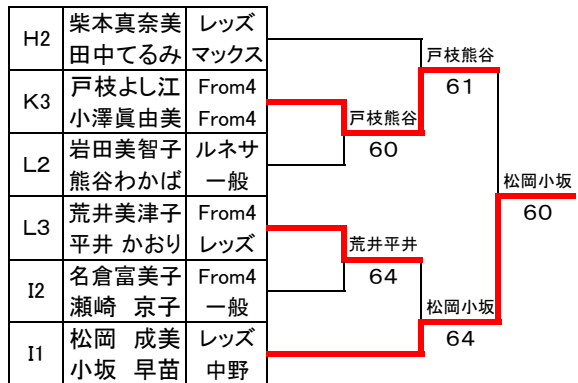 H2 柴本真奈美 レッズ
田中てるみ マックス
K3 戸枝よし江 From4
小澤眞由美 From4
L2 岩田美智子 ルネサ
熊谷わかば 一般
L3 荒井美津子 From4
平井 かおり レッズ
I2 名倉富美子 From4
瀬崎 京子 一般
I1 松岡 成美 レッズ
小坂 早苗 中野
戸枝熊谷
60
荒井平井
64
戸枝熊谷
61
松岡小坂
64
松岡小坂
60